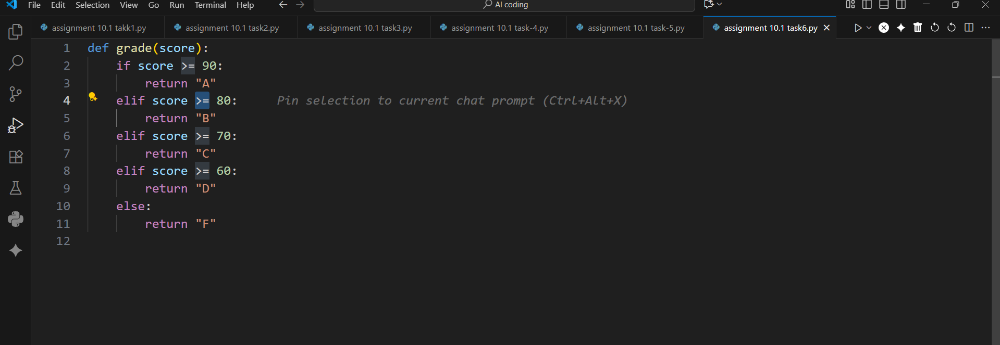 File Edit Selection View Go Run Terminal Help AI coding
assignment 10.1 takk1.py assignment 10.1 task2.py assignment 10.1 task3.py assignment 10.1 task-4.py assignment 10.1 task-5.py assignment 10.1 task6.py
1 def grade(score):
2 if score >= 90:
3 return "A"
4 elif score >= 80: Pin selection to current chat prompt (Ctrl+Alt+X)
5 return "B"
6 elif score >= 70:
7 return "C"
8 elif score >= 60:
9 return "D"
10 else:
11 return "F"
12